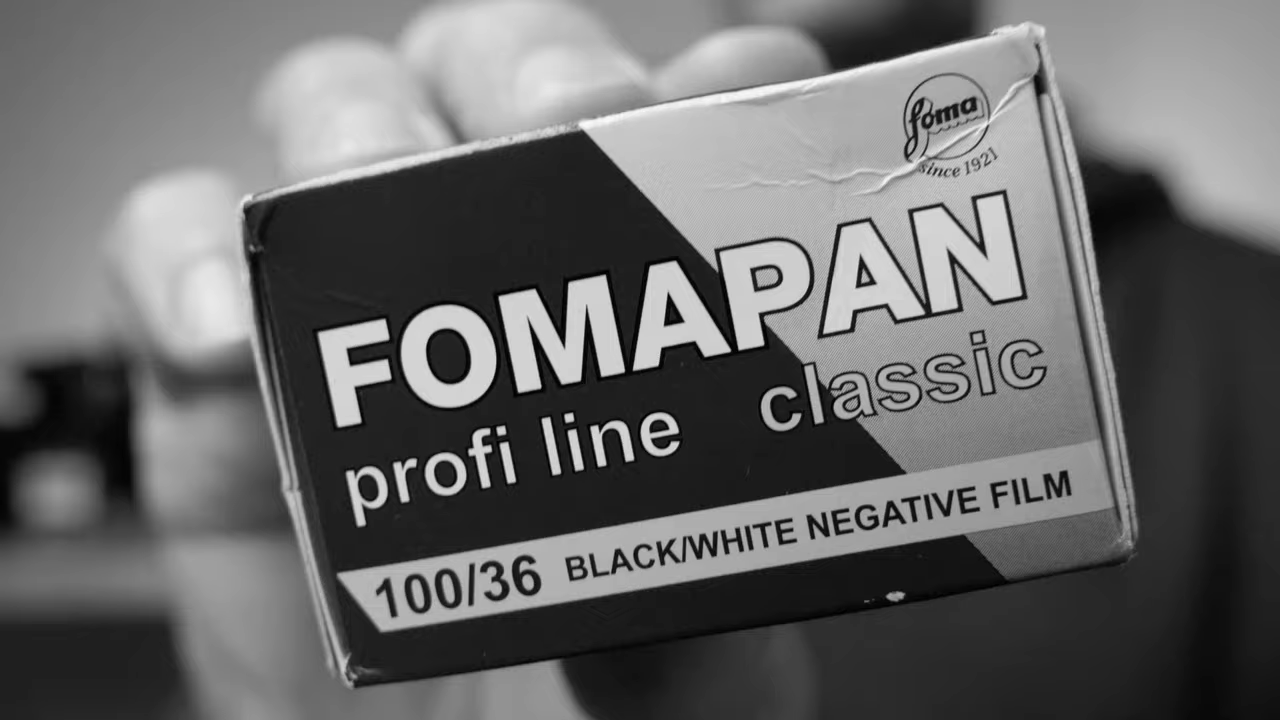 foma
since 1921
FOMAPAN
profi line classic
100/36 BLACK/WHITE NEGATIVE FILM